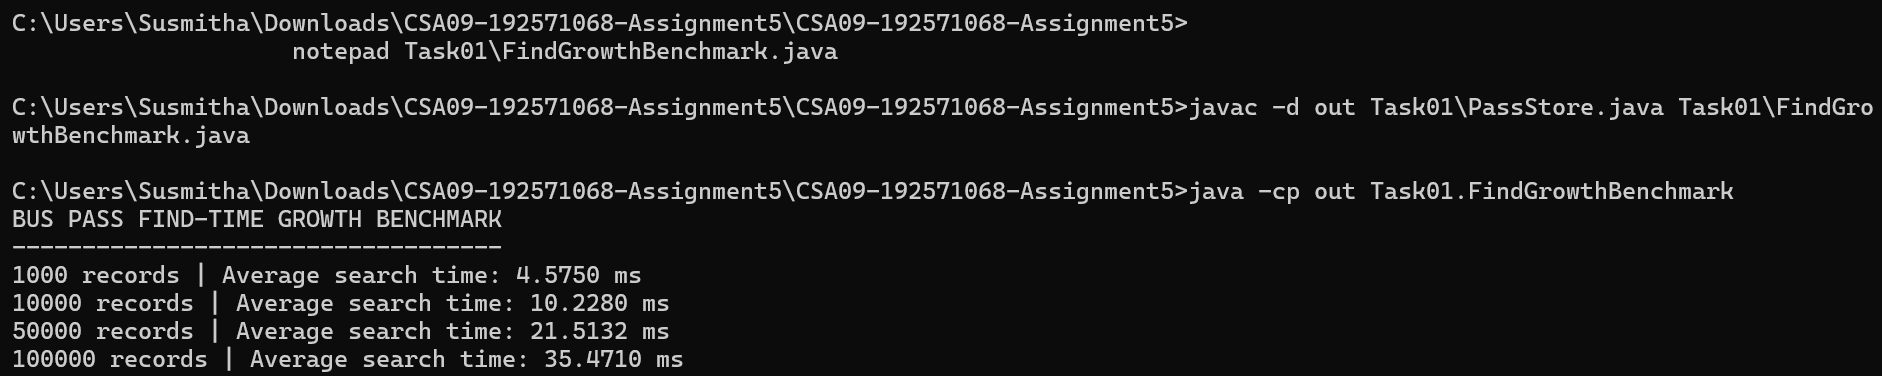 C:\Users\Susmitha\Downloads\CSA09-192571068-Assignment5\CSA09-192571068-Assignment5>
notepad Task01\FindGrowthBenchmark.java
C:\Users\Susmitha\Downloads\CSA09-192571068-Assignment5\CSA09-192571068-Assignment5>javac -d out Task01\PassStore.java Task01\FindGro
wthBenchmark.java
C:\Users\Susmitha\Downloads\CSA09-192571068-Assignment5\CSA09-192571068-Assignment5>java -cp out Task01.FindGrowthBenchmark
BUS PASS FIND-TIME GROWTH BENCHMARK
-----------------------------------
1000 records | Average search time: 4.5750 ms
10000 records | Average search time: 10.2280 ms
50000 records | Average search time: 21.5132 ms
100000 records | Average search time: 35.4710 ms